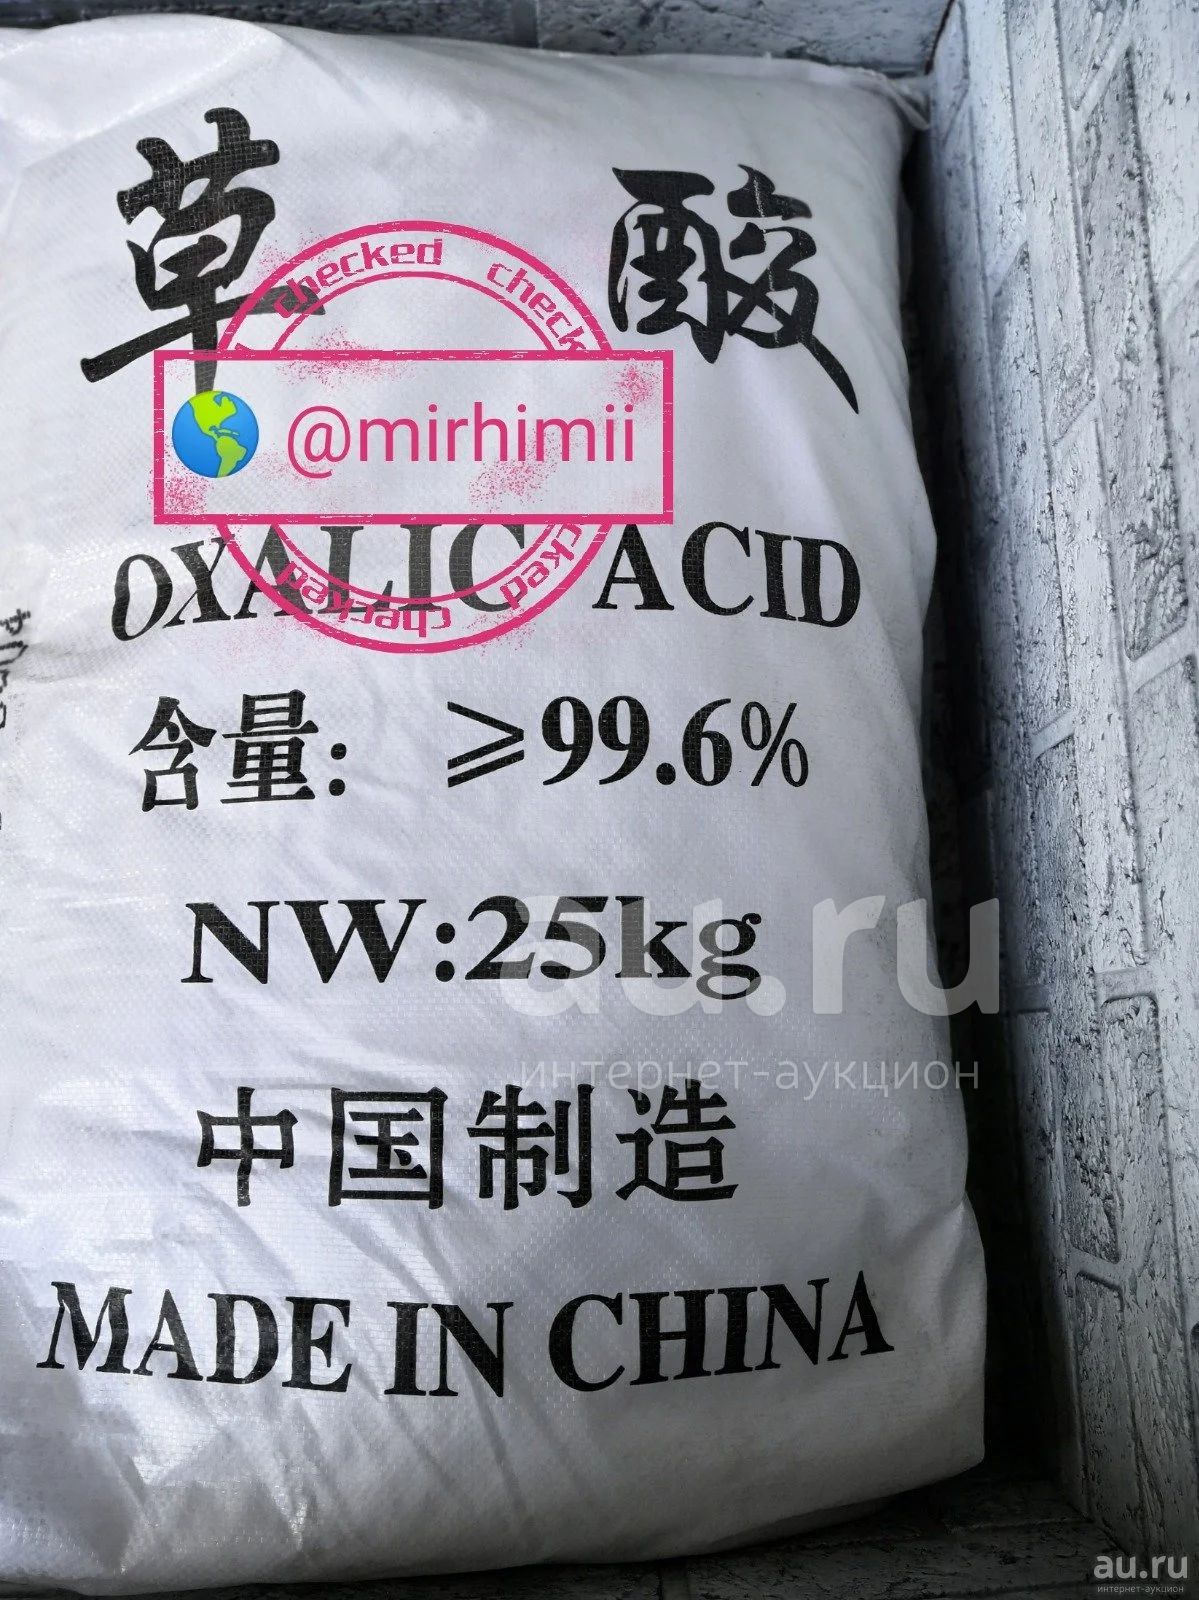 草 酸
checked check
@mirhimii
checked checked
OXALIC ACID
含量: ≥99.6%
NW:25kg
au.ru
интернет-аукцион
中国制造
MADE IN CHINA
au.ru
интернет-аукцион